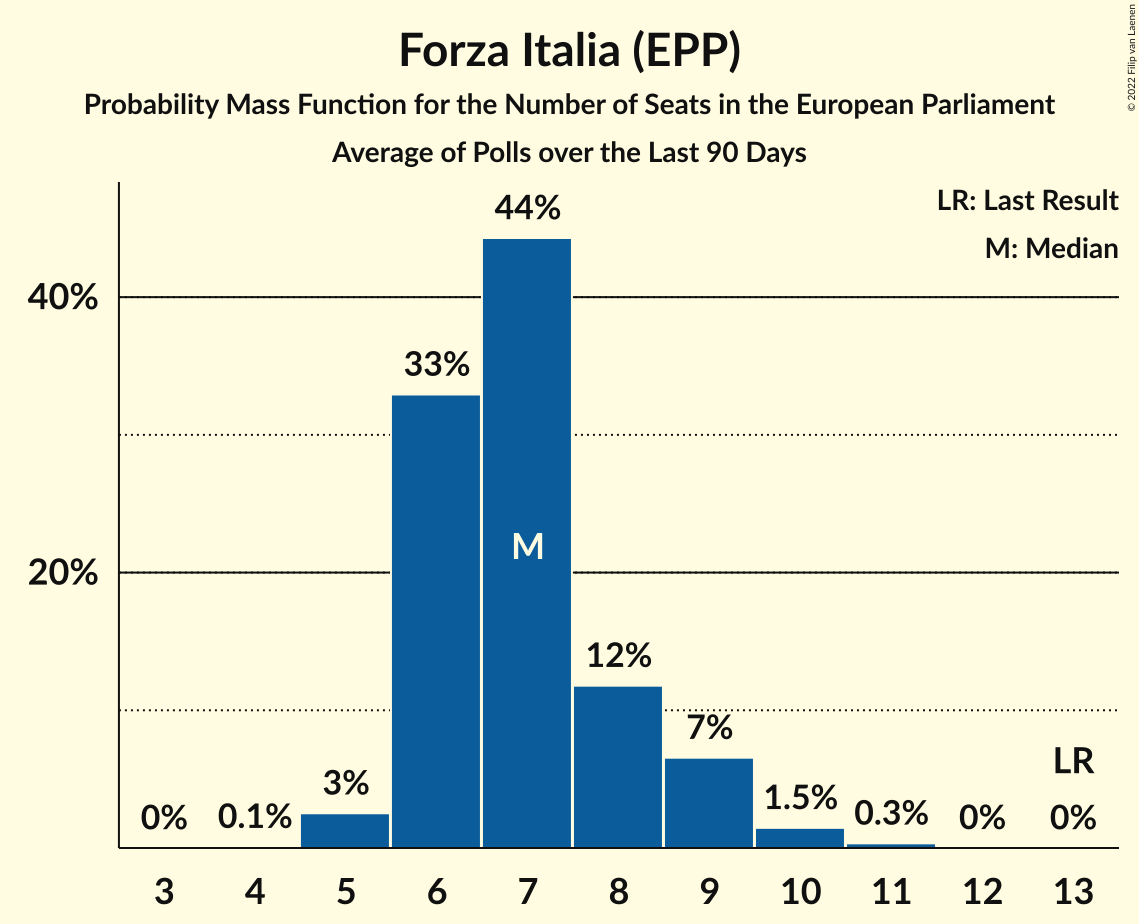 Forza Italia (EPP)
Probability Mass Function for the Number of Seats in the European Parliament
Average of Polls over the Last 90 Days
© 2022 Filip van Laenen
LR: Last Result
M: Median
44%
40%
33%
M
20%
12%
7%
LR
3%
1.5%
0% 0.1% 0.3% 0% 0%
3 4 5 6 7 8 9 10 11 12 13